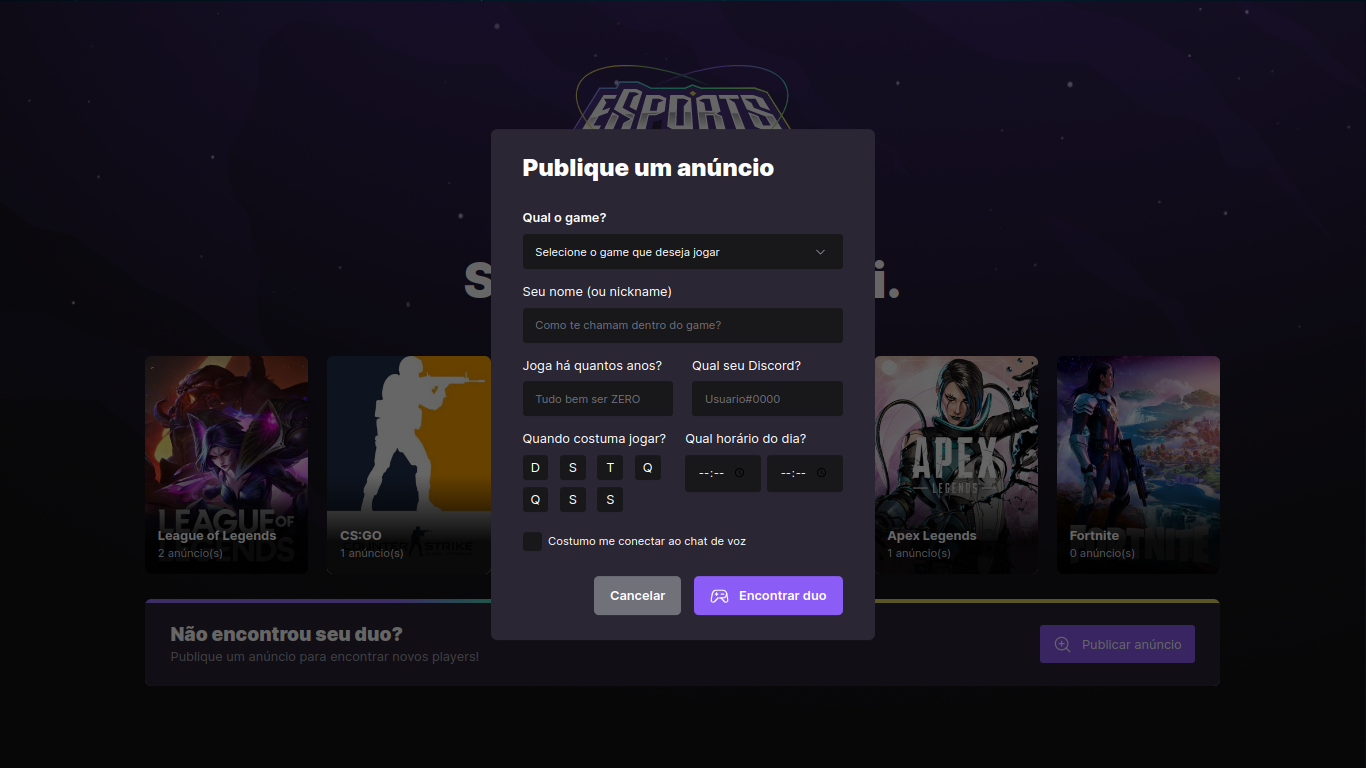 ESPORTS
Publique um anúncio
Qual o game?
Selecione o game que deseja jogar
Seu nome (ou nickname)
Como te chamam dentro do game?
Joga há quantos anos? Qual seu Discord?
Tudo bem ser ZERO Usuario#0000
Quando costuma jogar? Qual horário do dia?
D S T Q --:-- --:--
Q S S
Costumo me conectar ao chat de voz
Cancelar Encontrar duo
S i.
LEAGUE OF
LEGENDS
League of Legends
2 anúncio(s)
STRIKE
CS:GO
1 anúncio(s)
APEX
LEGENDS
Apex Legends
1 anúncio(s)
Fortnite
0 anúncio(s)
Não encontrou seu duo?
Publique um anúncio para encontrar novos players!
Publicar anúncio